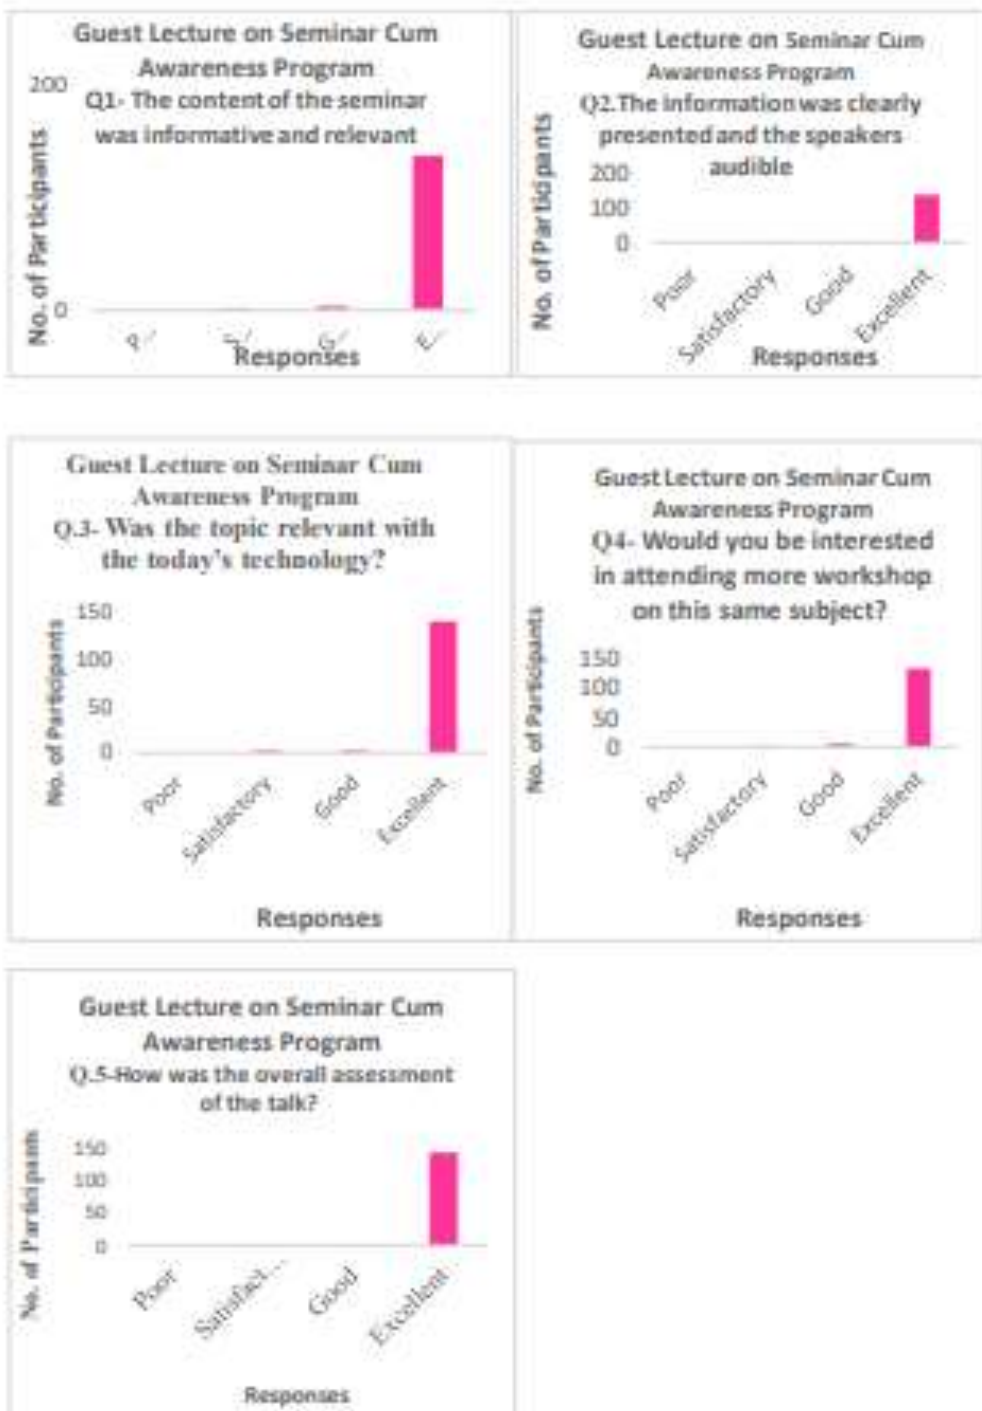 Guest Lecture on Seminar Cum
Awareness Program
Q1- The content of the seminar
was informative and relevant
No. of Participants
200
0
P...
S...
G...
E...
Responses
Guest Lecture on Seminar Cum
Awareness Program
Q2.The information was clearly
presented and the speakers
audible
No. of Participants
200
100
0
Poor
Satisfactory
Good
Excellent
Responses
Guest Lecture on Seminar Cum
Awareness Program
Q.3- Was the topic relevant with
the today's technology?
No. of Participants
150
100
50
0
Poor
Satisfactory
Good
Excellent
Responses
Guest Lecture on Seminar Cum
Awareness Program
Q4- Would you be interested
in attending more workshop
on this same subject?
No. of Participants
150
100
50
0
Poor
Satisfactory
Good
Excellent
Responses
Guest Lecture on Seminar Cum
Awareness Program
Q.5-How was the overall assessment
of the talk?
No. of Participants
150
100
50
0
Poor
Satisfact...
Good
Excellent
Responses